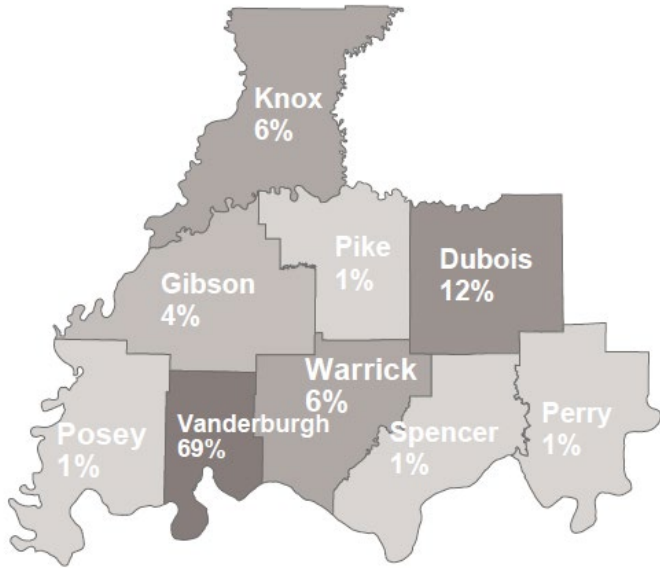 Knox
6%
Pike
1%
Dubois
12%
Gibson
4%
Warrick
6%
Vanderburgh
69%
Posey
1%
Spencer
1%
Perry
1%